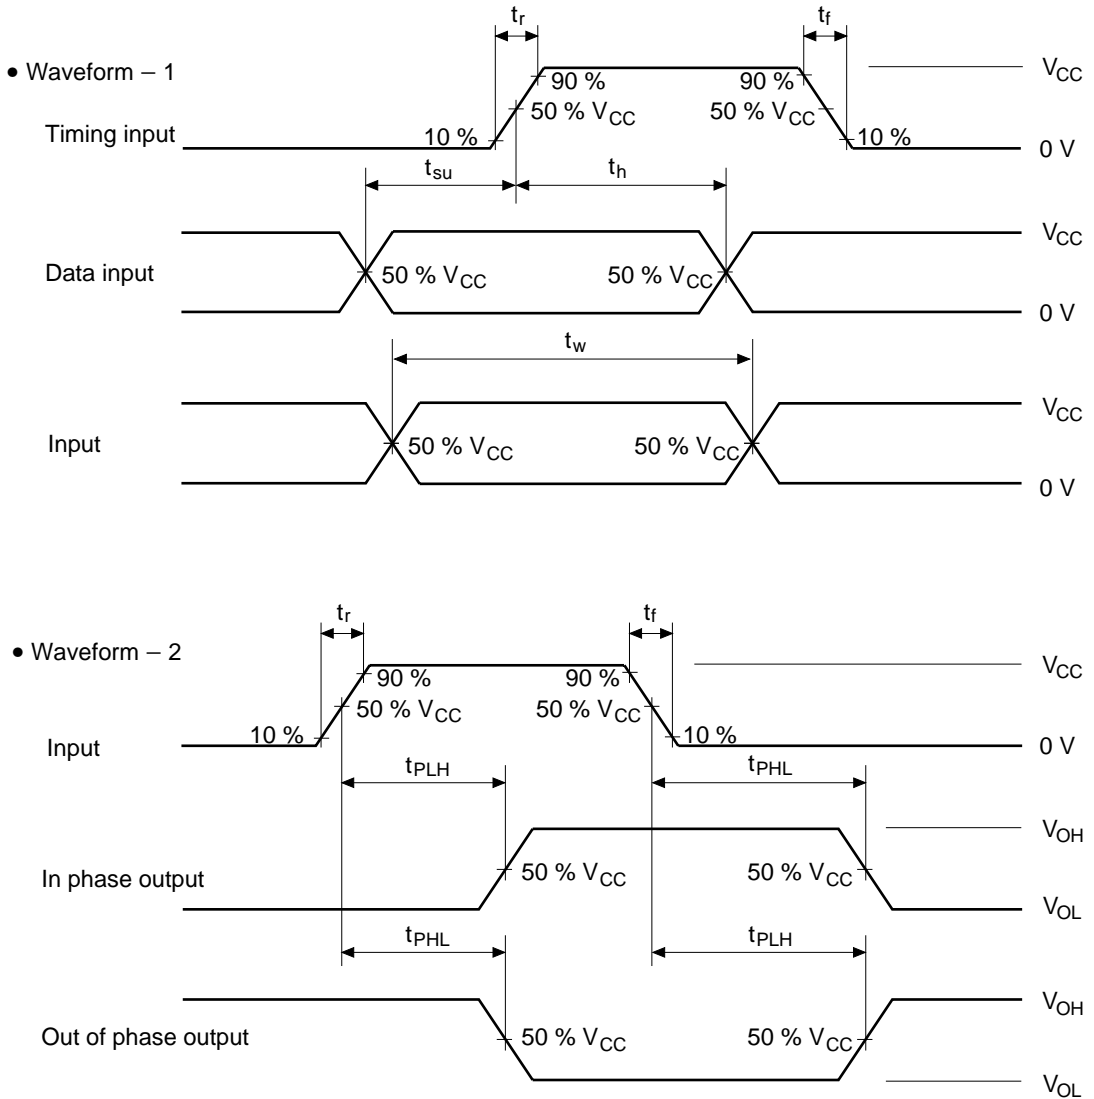 t_r t_f
• Waveform – 1
V_CC
90 % 90 %
50 % V_CC 50 % V_CC
Timing input
10 % 10 %
0 V
t_su t_h
V_CC
Data input
50 % V_CC 50 % V_CC
0 V
t_w
V_CC
Input
50 % V_CC 50 % V_CC
0 V
t_r t_f
• Waveform – 2
V_CC
90 % 90 %
50 % V_CC 50 % V_CC
10 % 10 %
Input
0 V
t_PLH t_PHL
V_OH
In phase output
50 % V_CC 50 % V_CC
V_OL
t_PHL t_PLH
V_OH
Out of phase output
50 % V_CC 50 % V_CC
V_OL